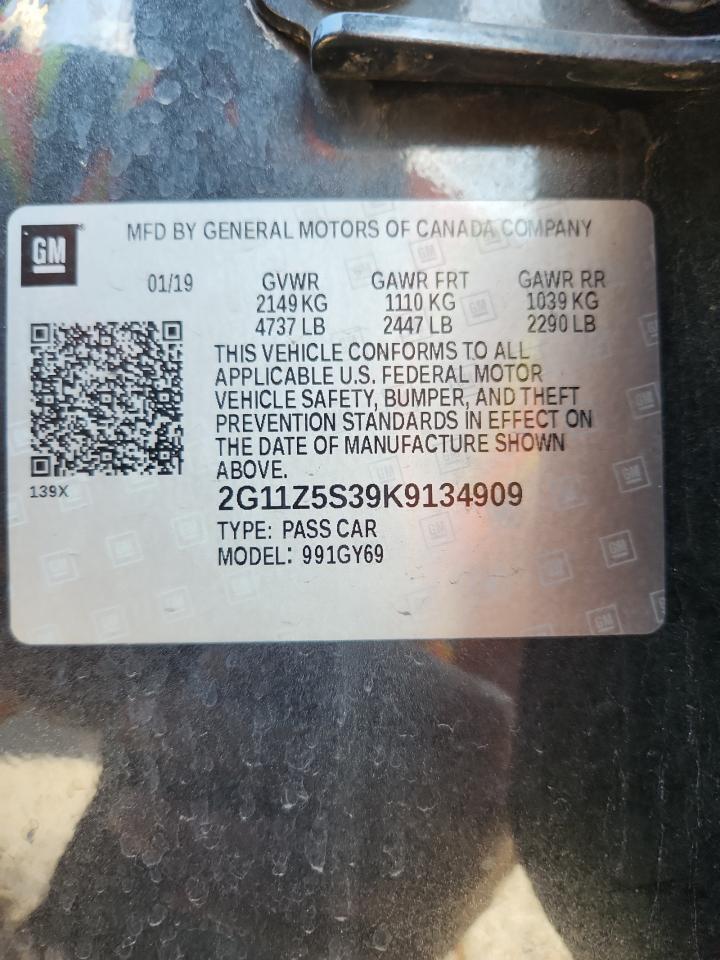 GM
MFD BY GENERAL MOTORS OF CANADA COMPANY
01/19 GVWR GAWR FRT GAWR RR
2149 KG 1110 KG 1039 KG
4737 LB 2447 LB 2290 LB
THIS VEHICLE CONFORMS TO ALL
APPLICABLE U.S. FEDERAL MOTOR
VEHICLE SAFETY, BUMPER, AND THEFT
PREVENTION STANDARDS IN EFFECT ON
THE DATE OF MANUFACTURE SHOWN
ABOVE.
139X
2G11Z5S39K9134909
TYPE: PASS CAR
MODEL: 991GY69